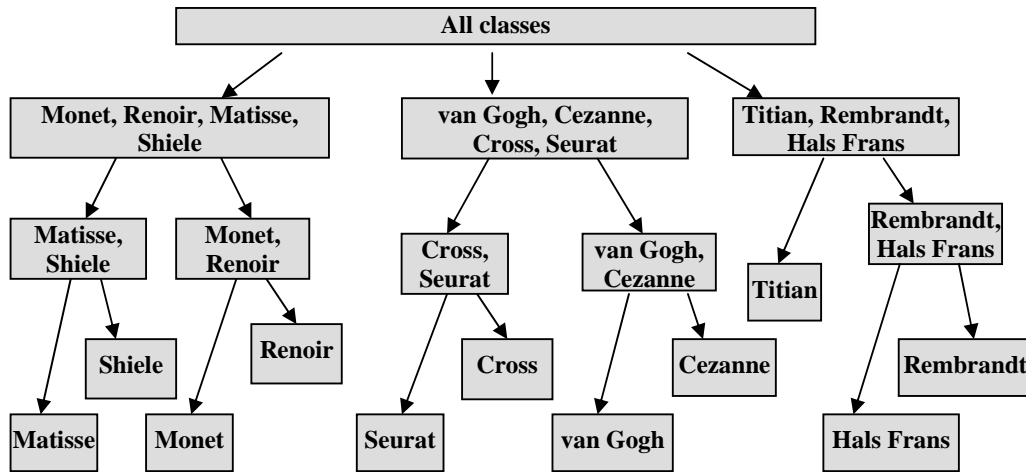 All classes
Monet, Renoir, Matisse,
Shiele
van Gogh, Cezanne,
Cross, Seurat
Titian, Rembrandt,
Hals Frans
Matisse,
Shiele
Monet,
Renoir
Cross,
Seurat
van Gogh,
Cezanne
Titian
Rembrandt,
Hals Frans
Shiele
Renoir
Cross
Cezanne
Rembrandt
Matisse
Monet
Seurat
van Gogh
Hals Frans